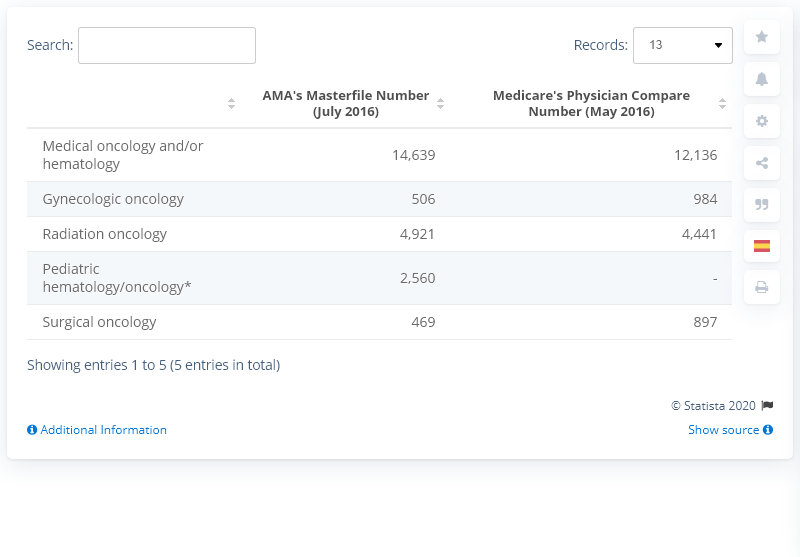 Search:
Records: 13
AMA's Masterfile Number (July 2016)
Medicare's Physician Compare Number (May 2016)
Medical oncology and/or hematology 14,639 12,136
Gynecologic oncology 506 984
Radiation oncology 4,921 4,441
Pediatric hematology/oncology* 2,560 -
Surgical oncology 469 897
Showing entries 1 to 5 (5 entries in total)
© Statista 2020
Additional Information
Show source